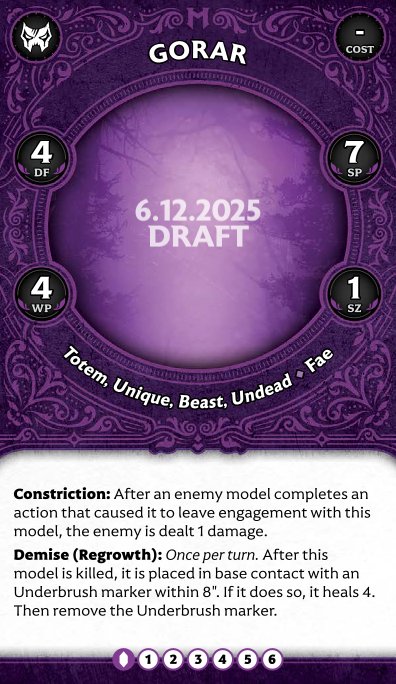 GORAR
-
COST
4
DF
7
SP
6.12.2025
DRAFT
4
WP
1
SZ
Totem, Unique, Beast, Undead ◆ Fae
Constriction: After an enemy model completes an
action that caused it to leave engagement with this
model, the enemy is dealt 1 damage.
Demise (Regrowth): Once per turn. After this
model is killed, it is placed in base contact with an
Underbrush marker within 8". If it does so, it heals 4.
Then remove the Underbrush marker.
1 2 3 4 5 6